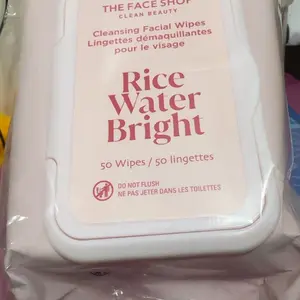 THE FACE SHOP
CLEAN BEAUTY
Cleansing Facial Wipes
Lingettes démaquillantes
pour le visage
Rice
Water
Bright
50 Wipes / 50 lingettes
DO NOT FLUSH
NE PAS JETER DANS LES TOILETTES